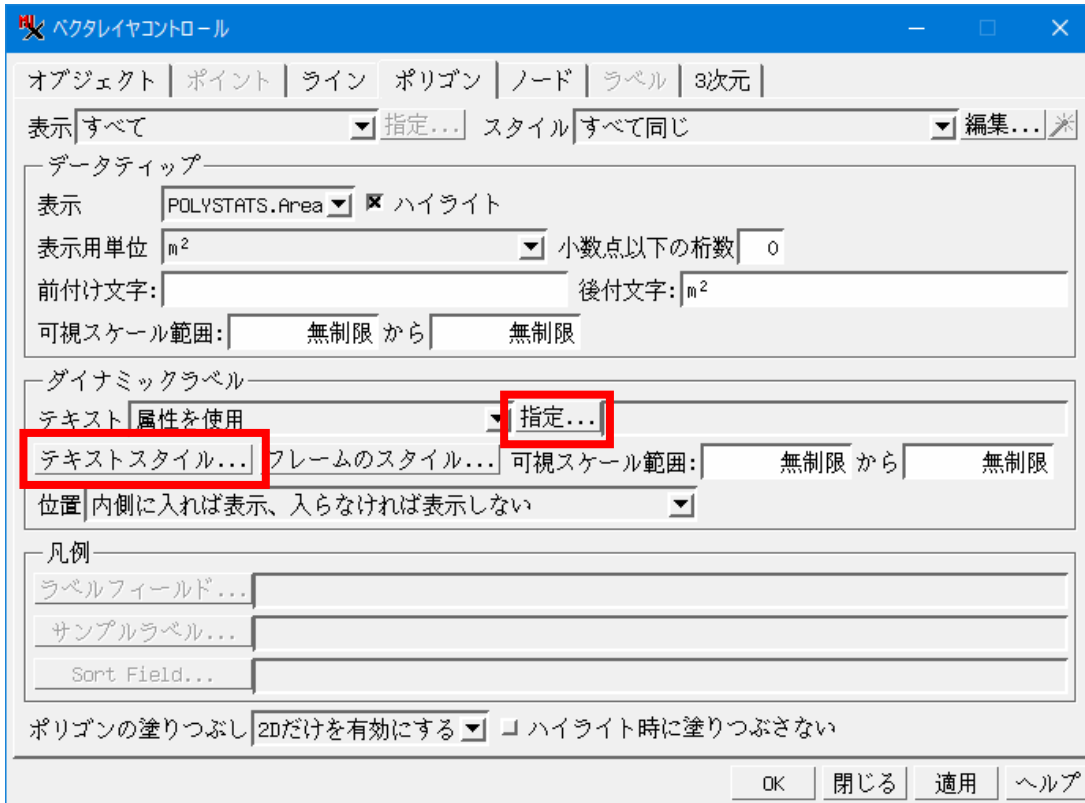 ベクタレイヤコントロール
オブジェクト ポイント ライン ポリゴン ノード ラベル 3次元
表示 すべて 指定... スタイル すべて同じ 編集...
データティップ
表示 POLYSTATS.Area ハイライト
表示用単位 m² 小数点以下の桁数 0
前付け文字: 後付文字: m²
可視スケール範囲: 無制限 から 無制限
ダイナミックラベル
テキスト 属性を使用 指定...
テキストスタイル... フレームのスタイル... 可視スケール範囲: 無制限 から 無制限
位置 内側に入れば表示、入らなければ表示しない
凡例
ラベルフィールド...
サンプルラベル...
Sort Field...
ポリゴンの塗りつぶし 2Dだけを有効にする ハイライト時に塗りつぶさない
OK 閉じる 適用 ヘルプ